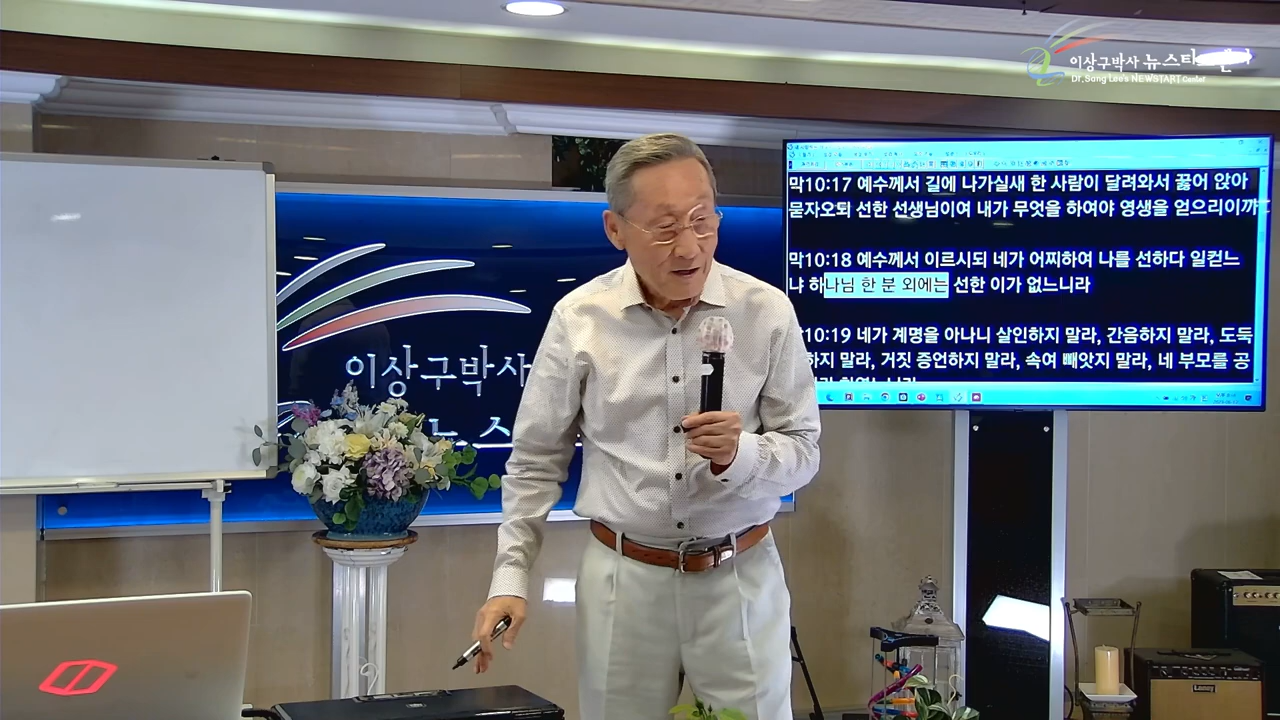 이상구박사 뉴스타트센터
Dr. Sang Lee's NEWSTART Center
막10:17 예수께서 길에 나가실새 한 사람이 달려와서 꿇어 앉아
묻자오되 선한 선생님이여 내가 무엇을 하여야 영생을 얻으리이까
막10:18 예수께서 이르시되 네가 어찌하여 나를 선하다 일컫느
냐 하나님 한 분 외에는 선한 이가 없느니라
10:19 네가 계명을 아나니 살인하지 말라, 간음하지 말라, 도둑
하지 말라, 거짓 증언하지 말라, 속여 빼앗지 말라, 네 부모를 공
이상구박사
뉴스
Laney